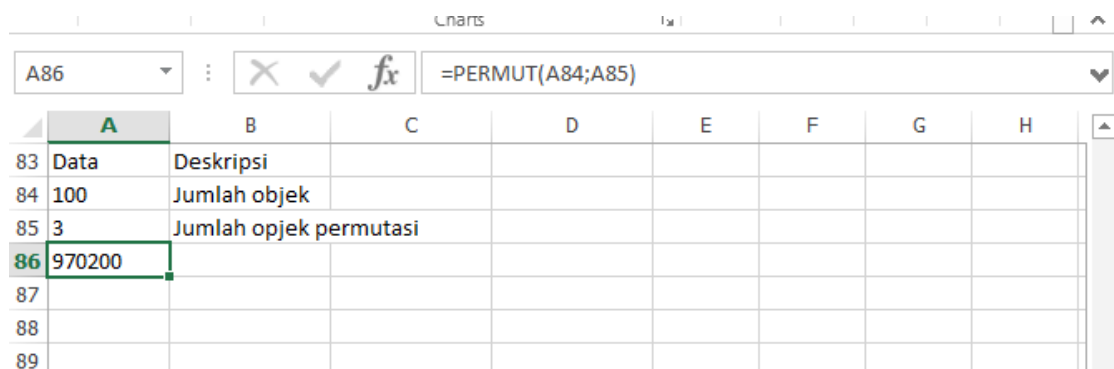 Charts
A86 fx =PERMUT(A84;A85)
A B C D E F G H
83 Data Deskripsi
84 100 Jumlah objek
85 3 Jumlah opjek permutasi
86 970200
87
88
89